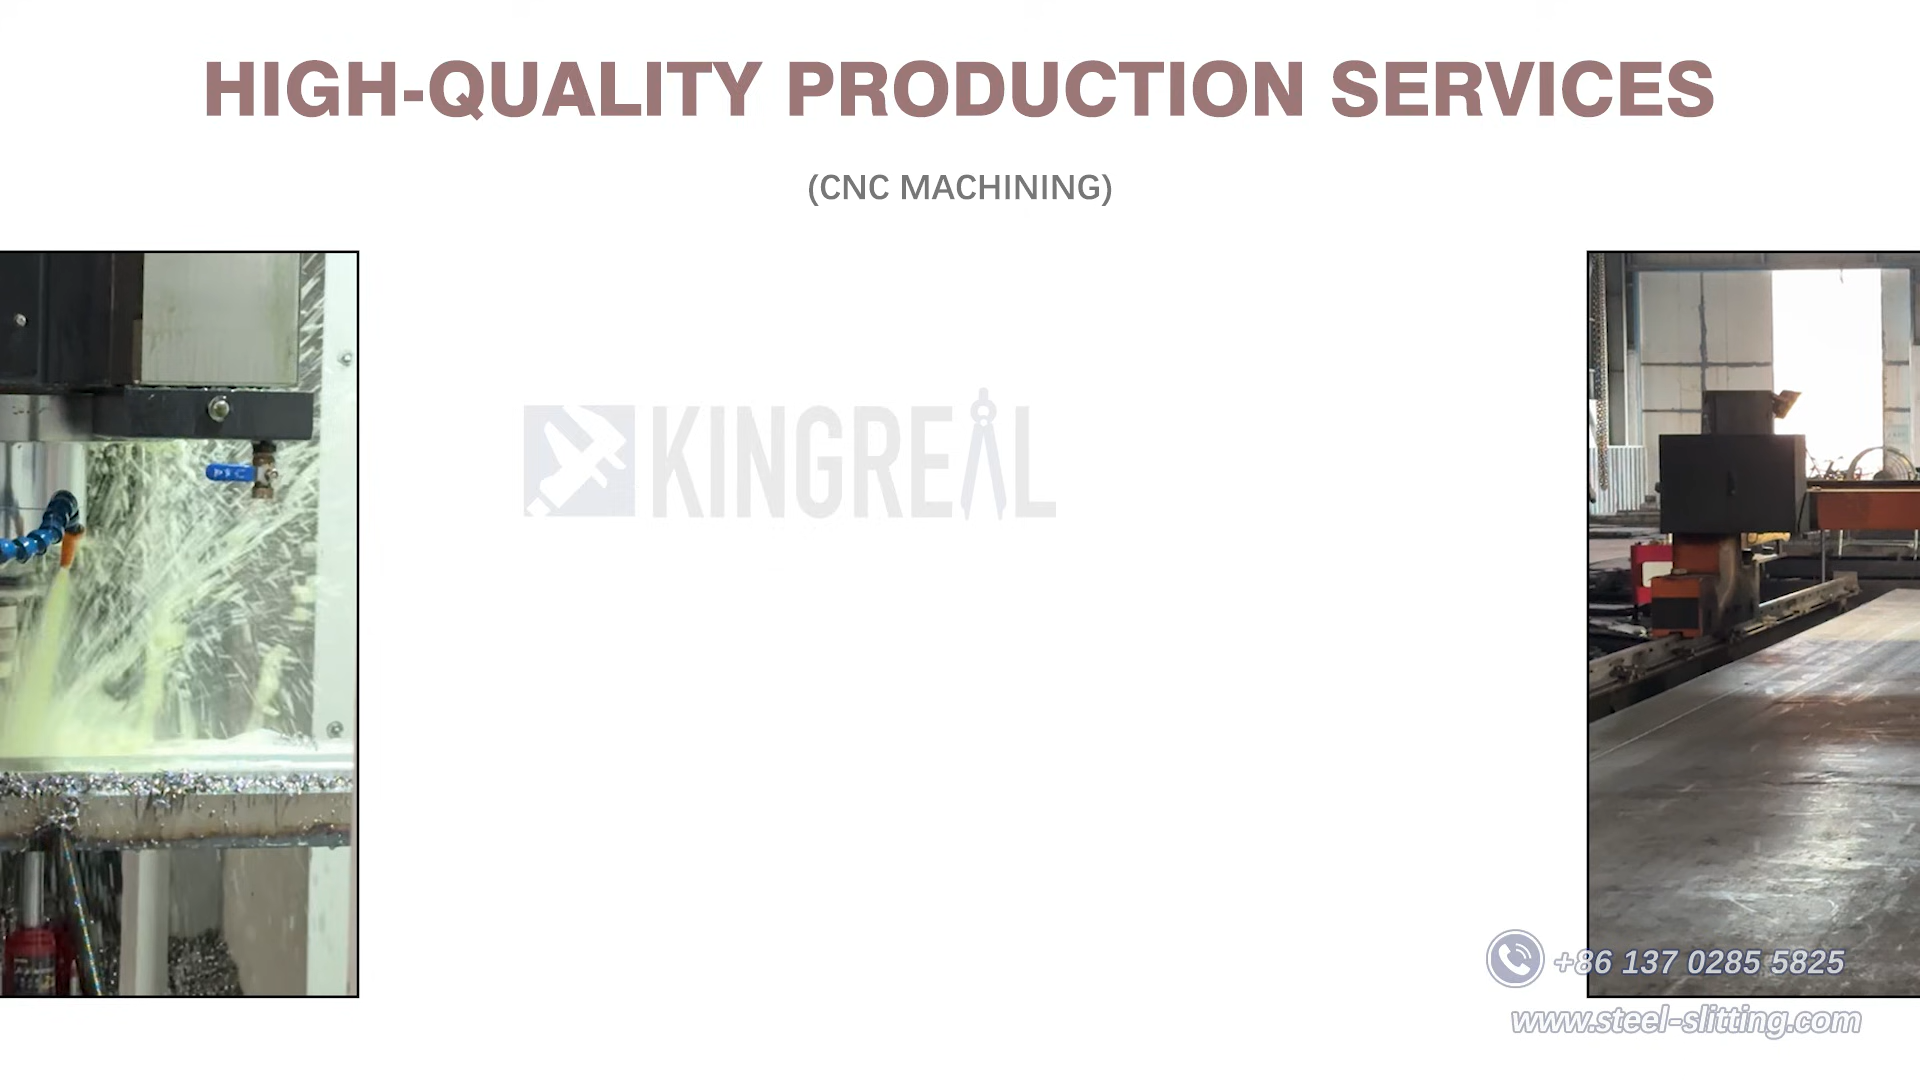 HIGH-QUALITY PRODUCTION SERVICES
(CNC MACHINING)
KINGREAL
+86 137 0285 5825
www.steel-slitting.com